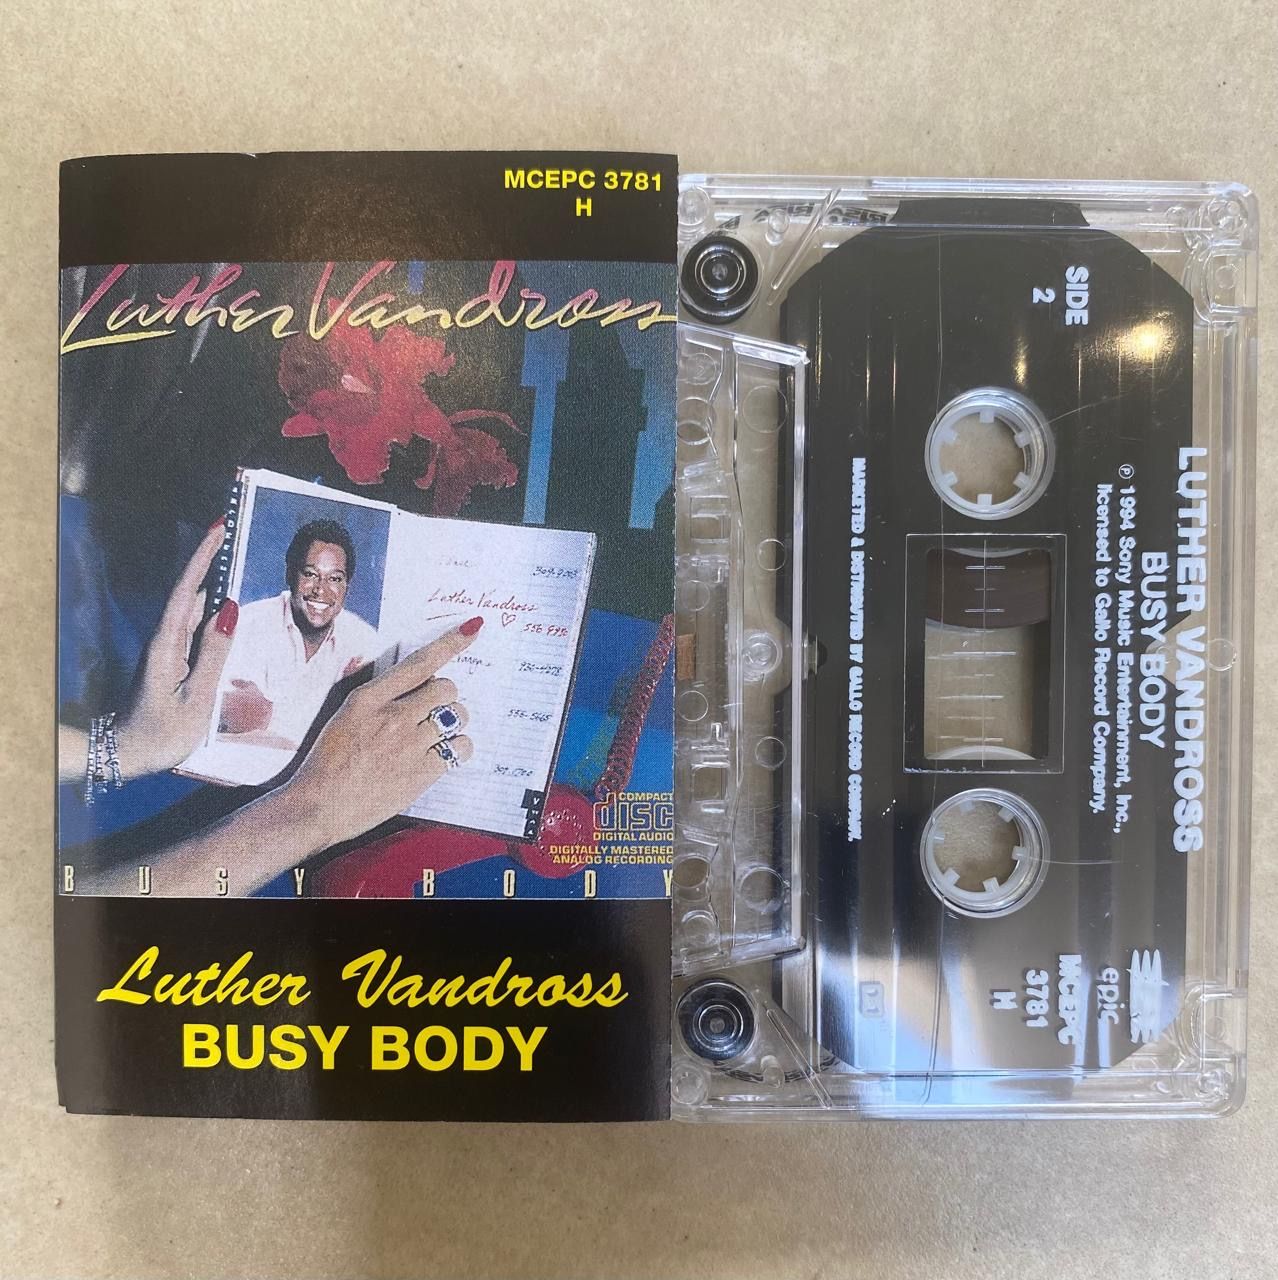 MCEPC 3781
H
Luther Vandross
Luther Vandross
COMPACT
disc
DIGITAL AUDIO
DIGITALLY MASTERED
ANALOG RECORDING
BUSY BODY
Luther Vandross
BUSY BODY
SIDE
2
LUTHER VANDROSS
BUSY BODY
℗ 1994 Sony Music Entertainment, Inc.,
licensed to Gallo Record Company.
MARKETED & DISTRIBUTED BY GALLO RECORD COMPANY.
epic
MCEPC
3781
H